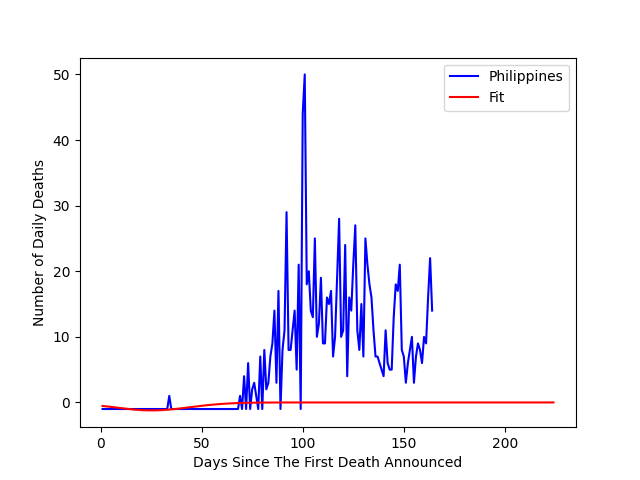 Philippines
Fit
Number of Daily Deaths
50
40
30
20
10
0
0 50 100 150 200
Days Since The First Death Announced